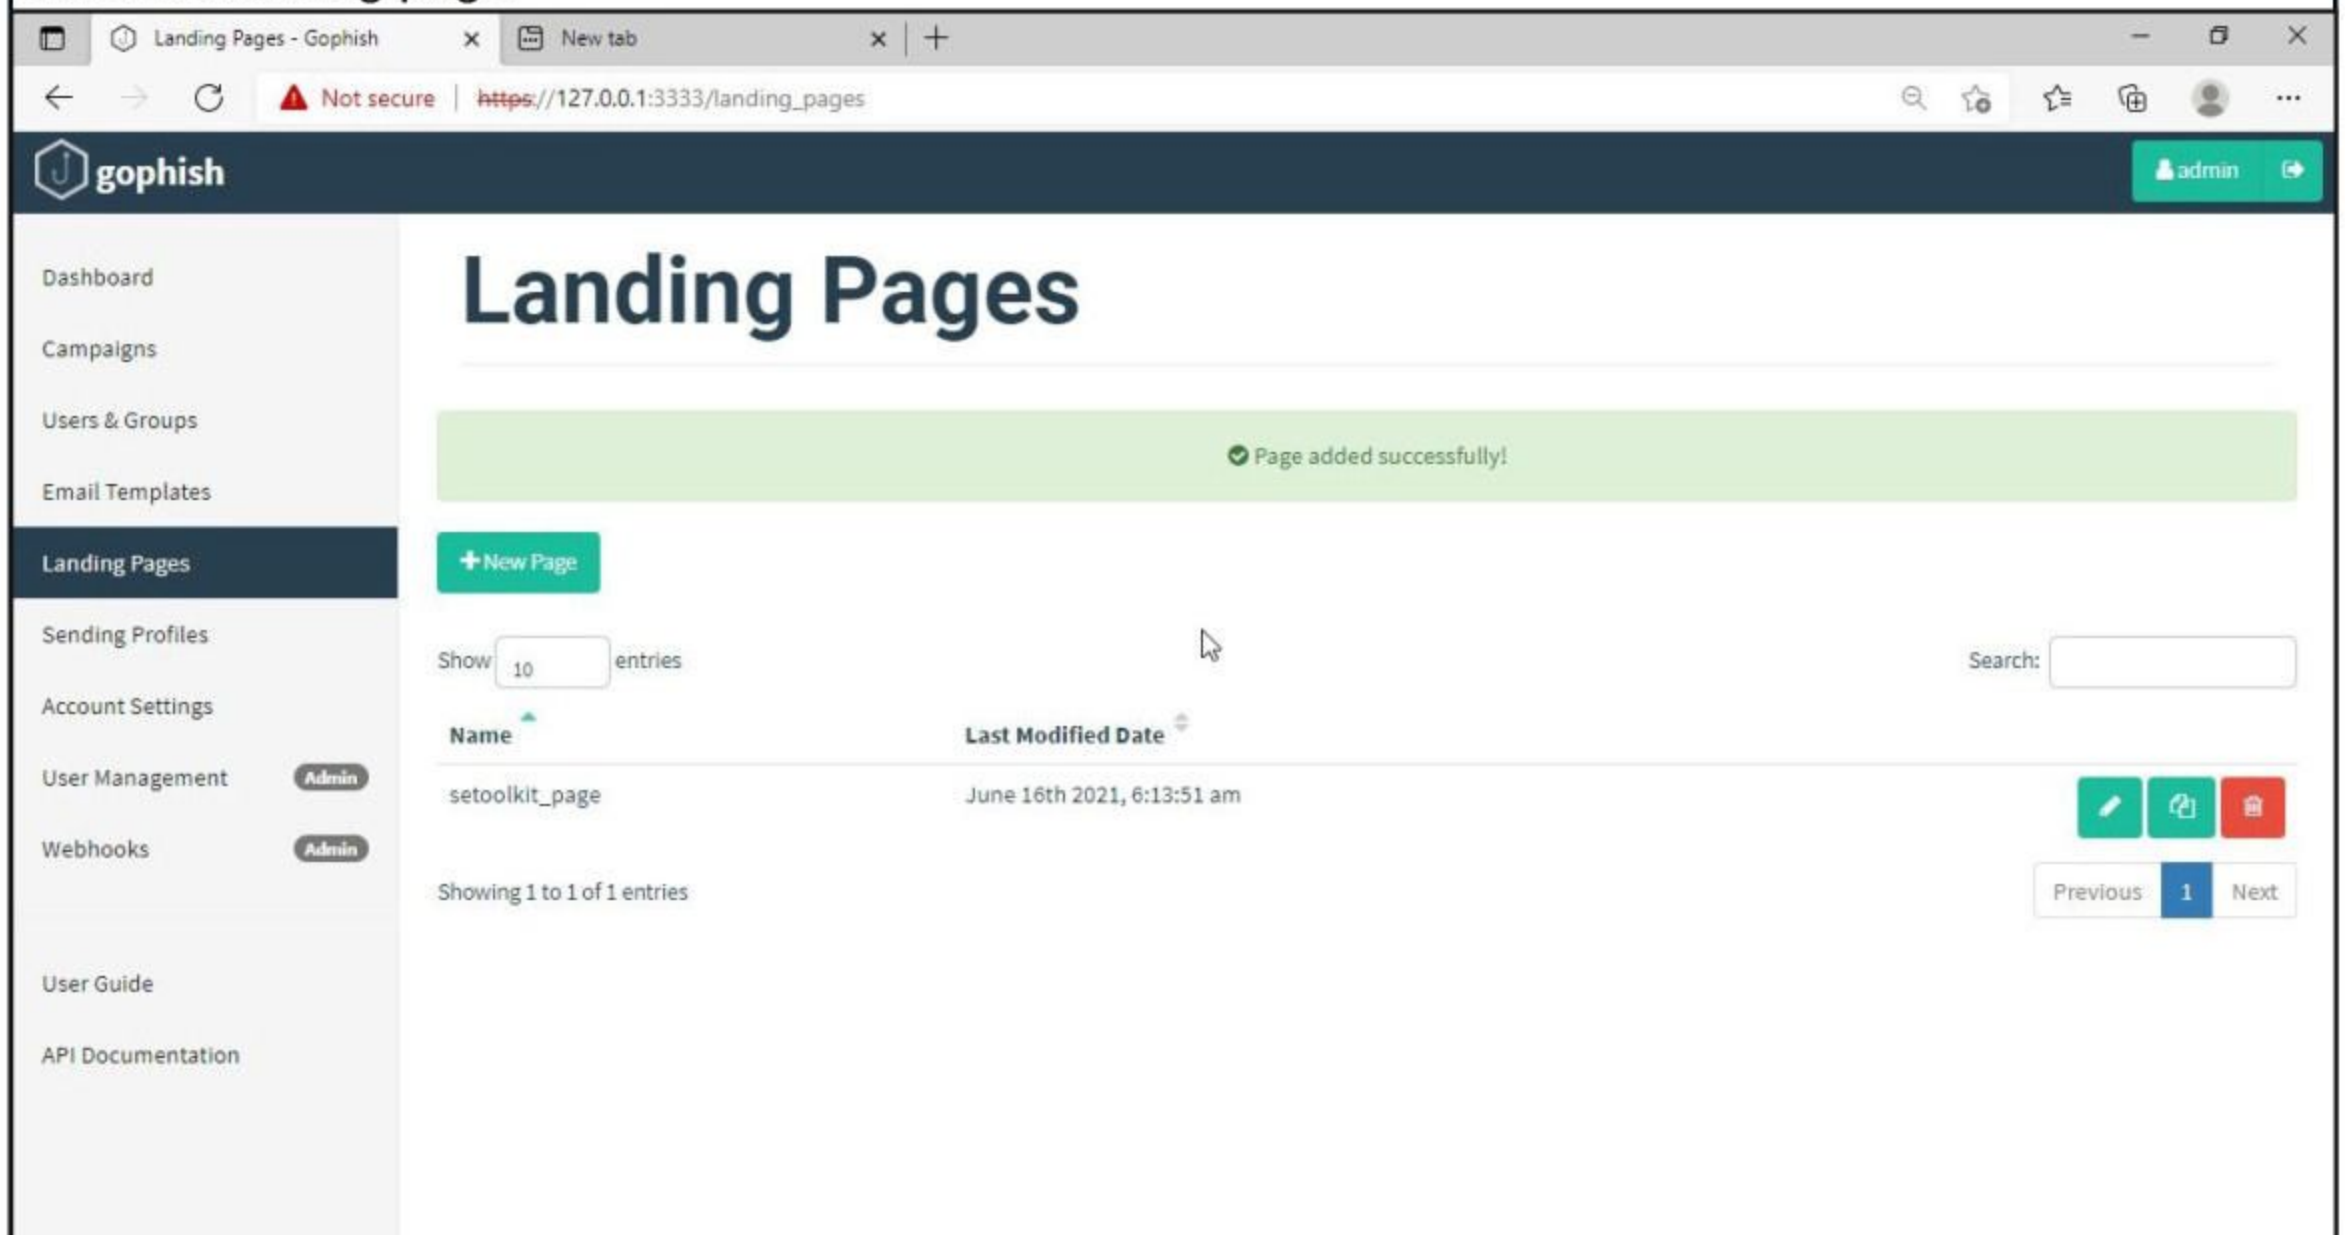 Landing Pages - Gophish
New tab
Not secure | https://127.0.0.1:3333/landing_pages
gophish
admin
Dashboard
Campaigns
Users & Groups
Email Templates
Landing Pages
Sending Profiles
Account Settings
User Management Admin
Webhooks Admin
User Guide
API Documentation
Landing Pages
Page added successfully!
New Page
Show 10 entries
Search:
Name Last Modified Date
setoolkit_page June 16th 2021, 6:13:51 am
Showing 1 to 1 of 1 entries
Previous 1 Next